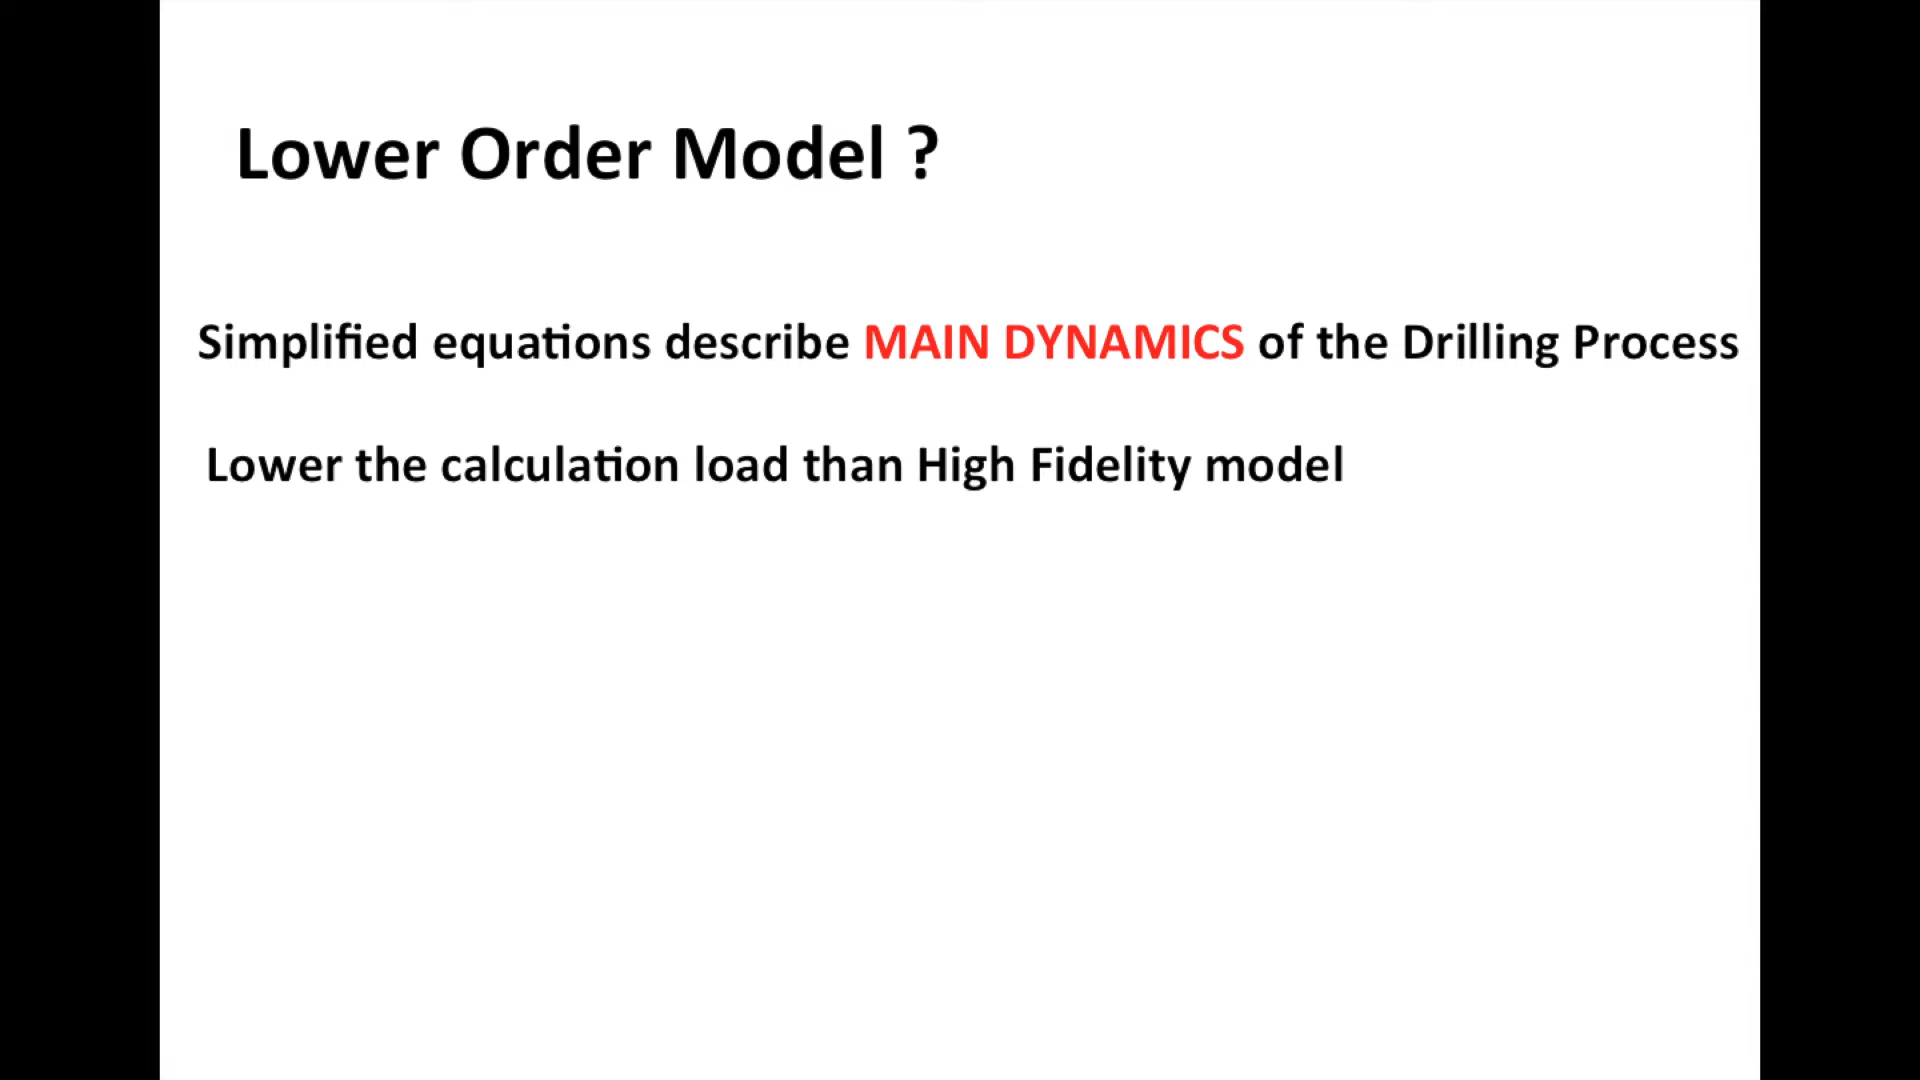 Lower Order Model ?
Simplified equations describe MAIN DYNAMICS of the Drilling Process
Lower the calculation load than High Fidelity model